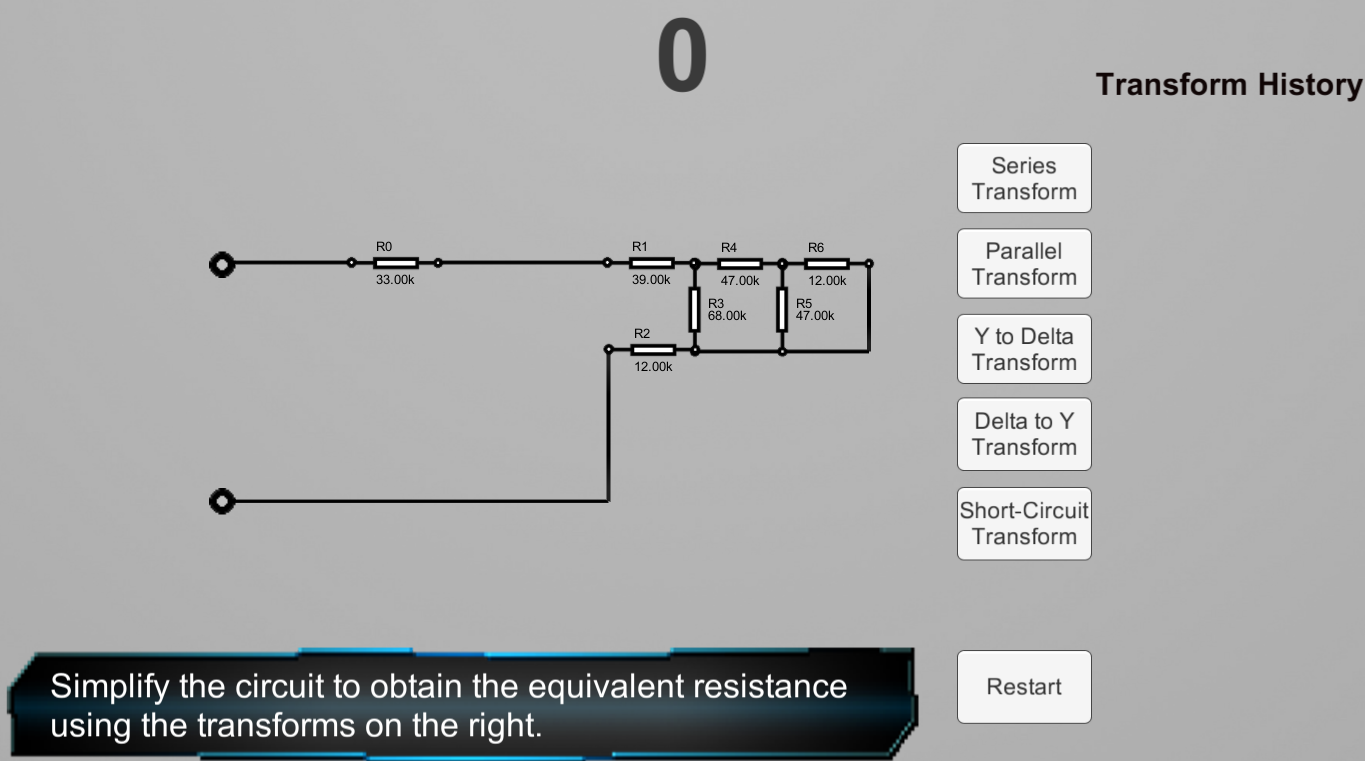 0
Transform History
Series
Transform
Parallel
Transform
Y to Delta
Transform
Delta to Y
Transform
Short-Circuit
Transform
Restart
R0
33.00k
R1
39.00k
R4
47.00k
R6
12.00k
R3
68.00k
R5
47.00k
R2
12.00k
Simplify the circuit to obtain the equivalent resistance
using the transforms on the right.